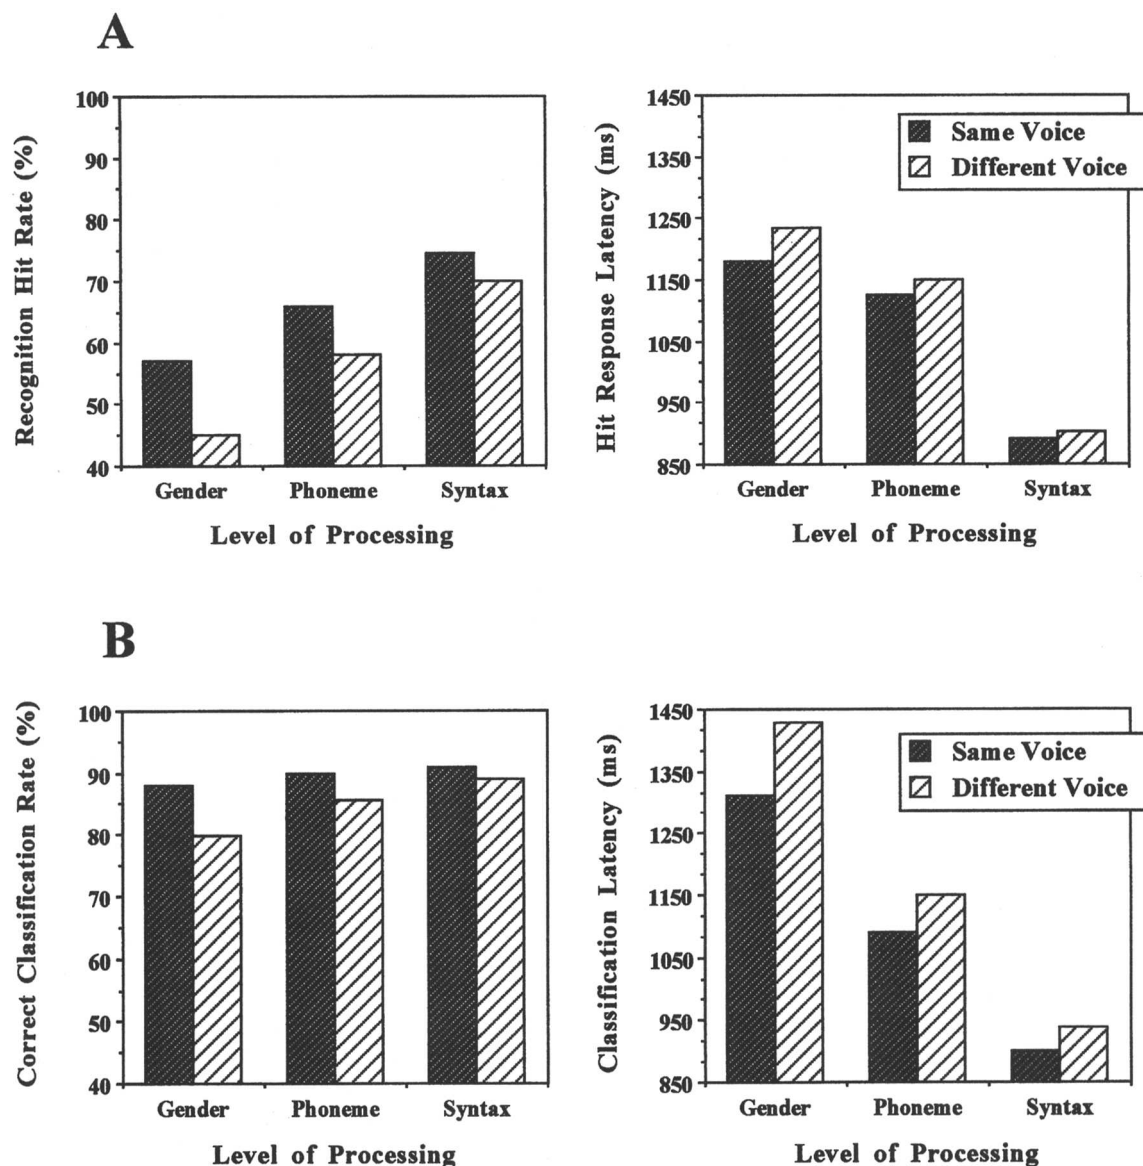 A
Recognition Hit Rate (%)
100
90
80
70
60
50
40
Gender Phoneme Syntax
Level of Processing
Hit Response Latency (ms)
1450
1350
1250
1150
1050
950
850
Same Voice
Different Voice
Gender Phoneme Syntax
Level of Processing
B
Correct Classification Rate (%)
100
90
80
70
60
50
40
Gender Phoneme Syntax
Level of Processing
Classification Latency (ms)
1450
1350
1250
1150
1050
950
850
Same Voice
Different Voice
Gender Phoneme Syntax
Level of Processing